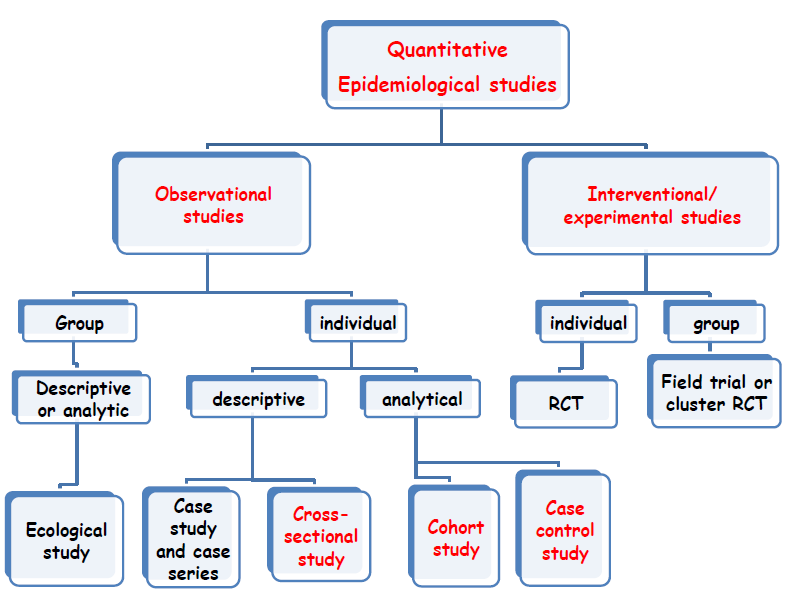 Quantitative
Epidemiological studies
Observational
studies
Interventional/
experimental studies
Group
individual
individual
group
Descriptive
or analytic
descriptive
analytical
RCT
Field trial or
cluster RCT
Ecological
study
Case
study
and case
series
Cross-
sectional
study
Cohort
study
Case
control
study